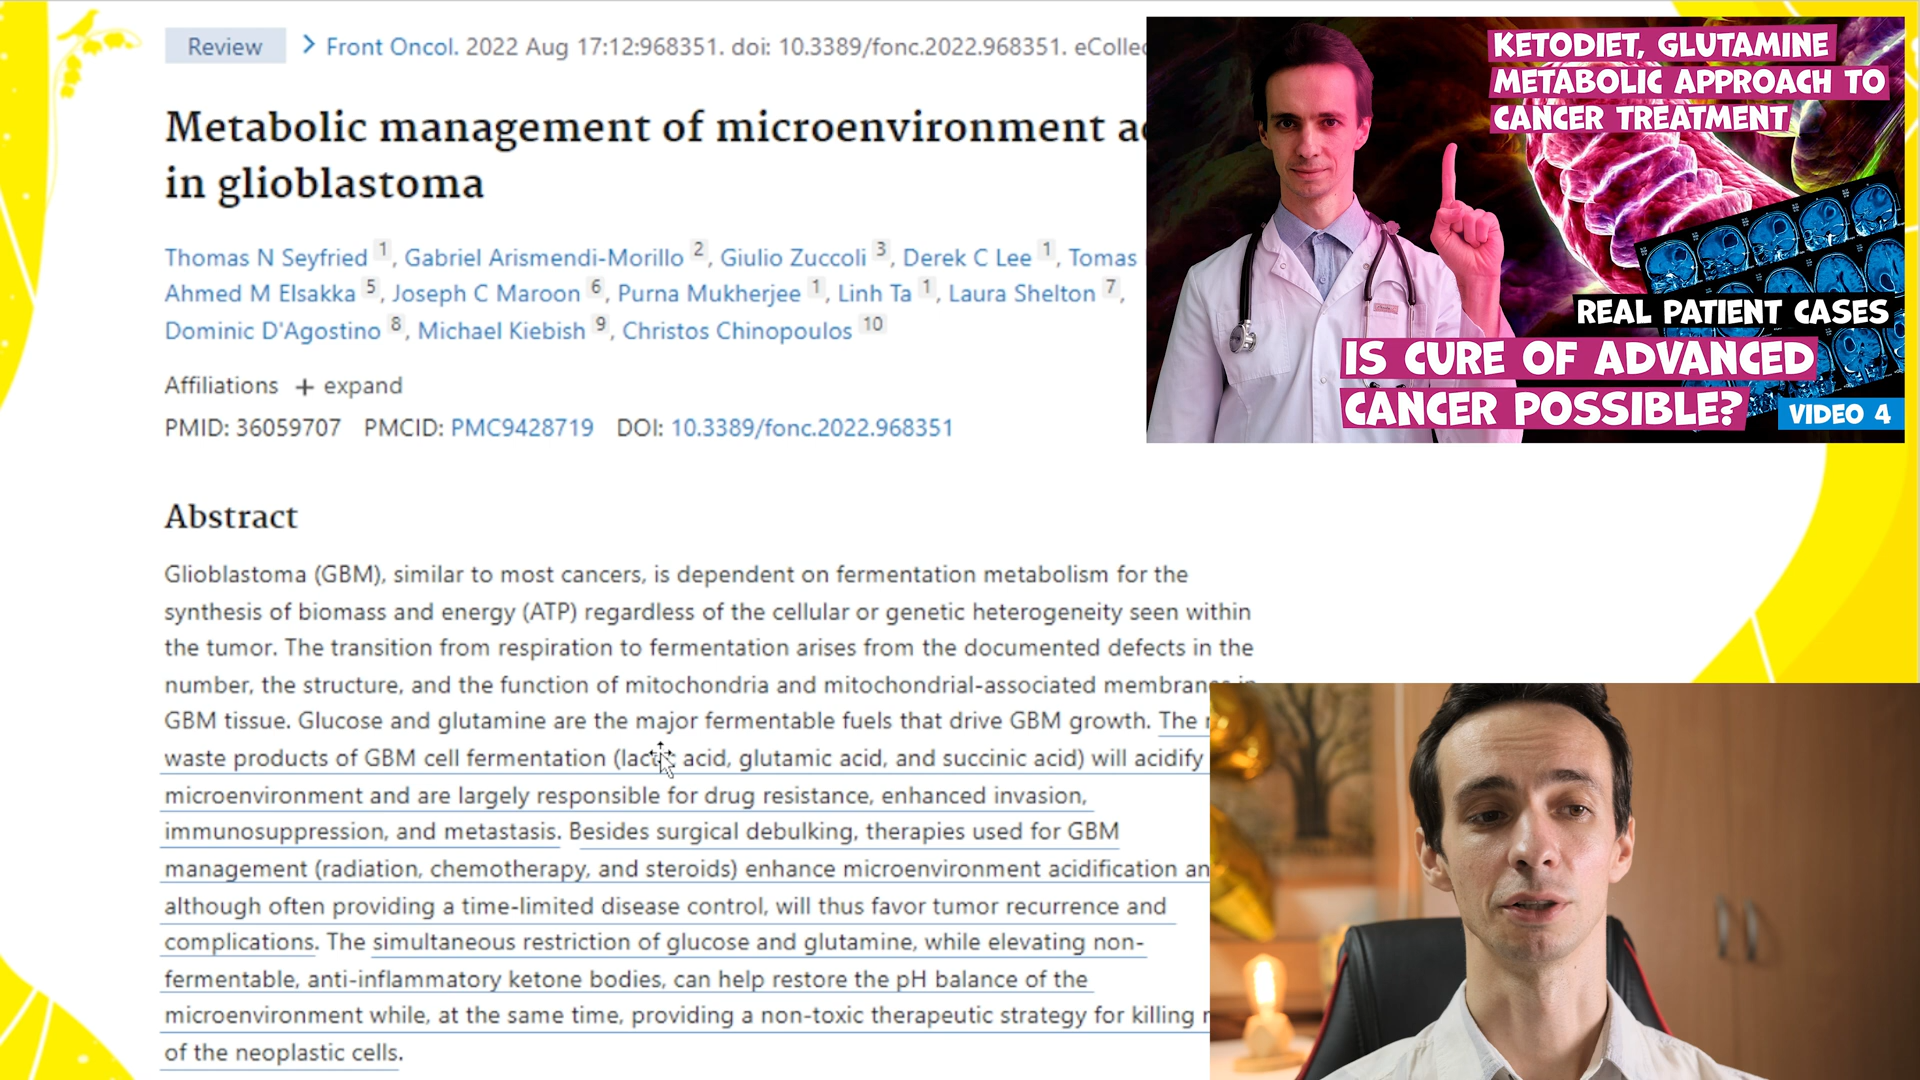 Review > Front Oncol. 2022 Aug 17:12:968351. doi: 10.3389/fonc.2022.968351. eCollec
Metabolic management of microenvironment ac
in glioblastoma
Thomas N Seyfried 1, Gabriel Arismendi-Morillo 2, Giulio Zuccoli 3, Derek C Lee 1, Tomas
Ahmed M Elsakka 5, Joseph C Maroon 6, Purna Mukherjee 1, Linh Ta 1, Laura Shelton 7,
Dominic D'Agostino 8, Michael Kiebish 9, Christos Chinopoulos 10
Affiliations + expand
PMID: 36059707 PMCID: PMC9428719 DOI: 10.3389/fonc.2022.968351
Abstract
Glioblastoma (GBM), similar to most cancers, is dependent on fermentation metabolism for the
synthesis of biomass and energy (ATP) regardless of the cellular or genetic heterogeneity seen within
the tumor. The transition from respiration to fermentation arises from the documented defects in the
number, the structure, and the function of mitochondria and mitochondrial-associated membranes in
GBM tissue. Glucose and glutamine are the major fermentable fuels that drive GBM growth. The
waste products of GBM cell fermentation (lactic acid, glutamic acid, and succinic acid) will acidify
microenvironment and are largely responsible for drug resistance, enhanced invasion,
immunosuppression, and metastasis. Besides surgical debulking, therapies used for GBM
management (radiation, chemotherapy, and steroids) enhance microenvironment acidification an
although often providing a time-limited disease control, will thus favor tumor recurrence and
complications. The simultaneous restriction of glucose and glutamine, while elevating non-
fermentable, anti-inflammatory ketone bodies, can help restore the pH balance of the
microenvironment while, at the same time, providing a non-toxic therapeutic strategy for killing
of the neoplastic cells.
KETODIET, GLUTAMINE
METABOLIC APPROACH TO
CANCER TREATMENT
REAL PATIENT CASES
IS CURE OF ADVANCED
CANCER POSSIBLE?
VIDEO 4